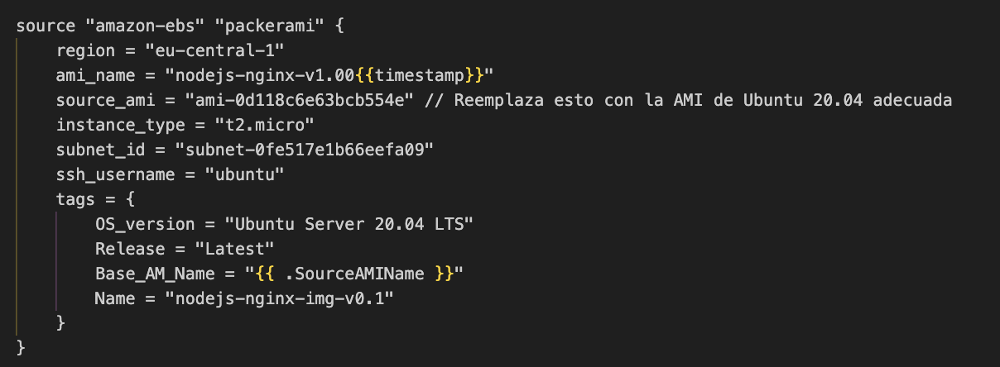 source "amazon-ebs" "packerami" {
    region = "eu-central-1"
    ami_name = "nodejs-nginx-v1.00{{timestamp}}"
    source_ami = "ami-0d118c6e63bcb554e" // Reemplaza esto con la AMI de Ubuntu 20.04 adecuada
    instance_type = "t2.micro"
    subnet_id = "subnet-0fe517e1b66eefa09"
    ssh_username = "ubuntu"
    tags = {
        OS_version = "Ubuntu Server 20.04 LTS"
        Release = "Latest"
        Base_AM_Name = "{{ .SourceAMIName }}"
        Name = "nodejs-nginx-img-v0.1"
    }
}